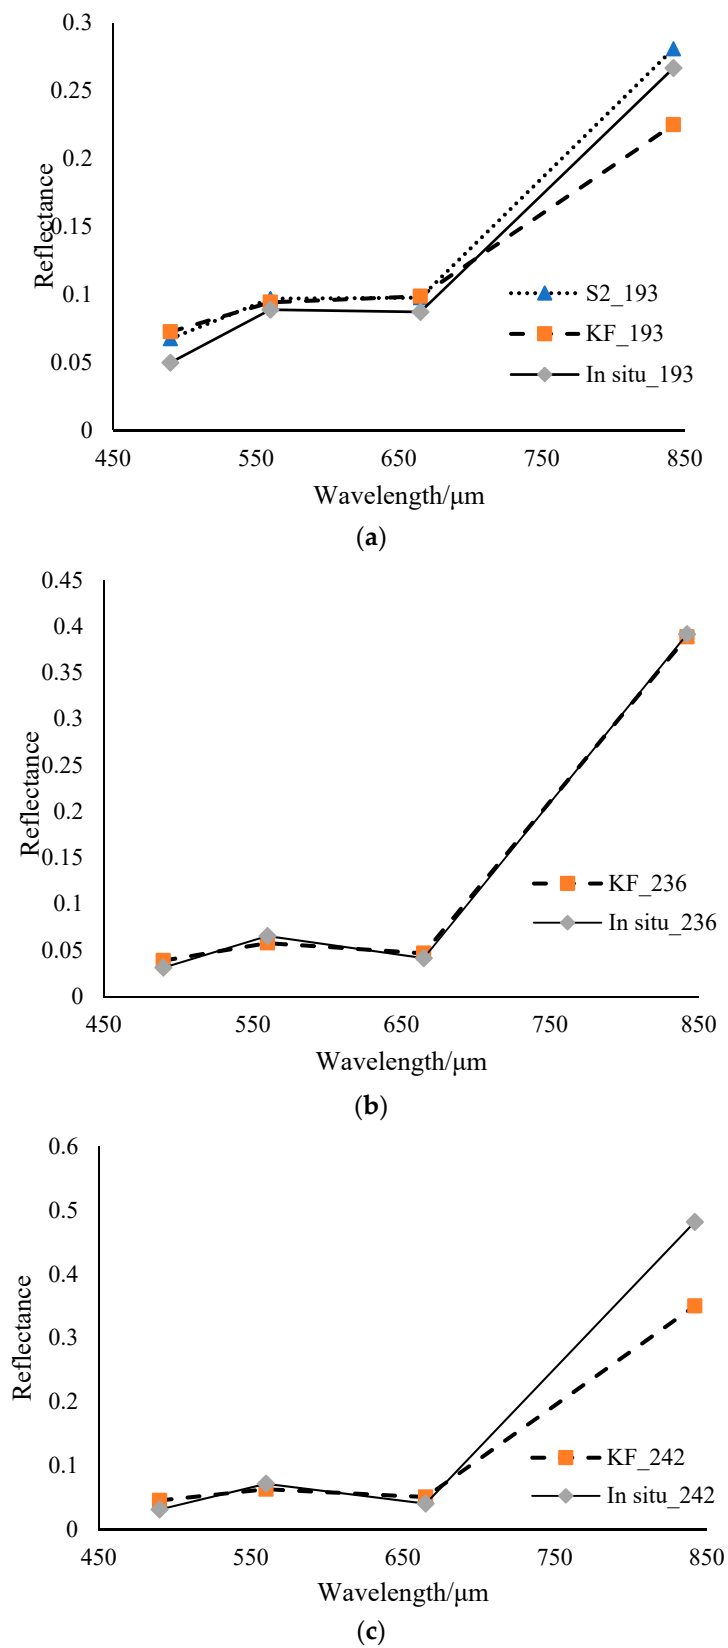 0.3
0.25
0.2
0.15
0.1
0.05
0
Reflectance
S2_193
KF_193
In situ_193
450 550 650 750 850
Wavelength/μm
(a)
0.45
0.4
0.35
0.3
0.25
0.2
0.15
0.1
0.05
0
Reflectance
KF_236
In situ_236
450 550 650 750 850
Wavelength/μm
(b)
0.6
0.5
0.4
0.3
0.2
0.1
0
Reflectance
KF_242
In situ_242
450 550 650 750 850
Wavelength/μm
(c)